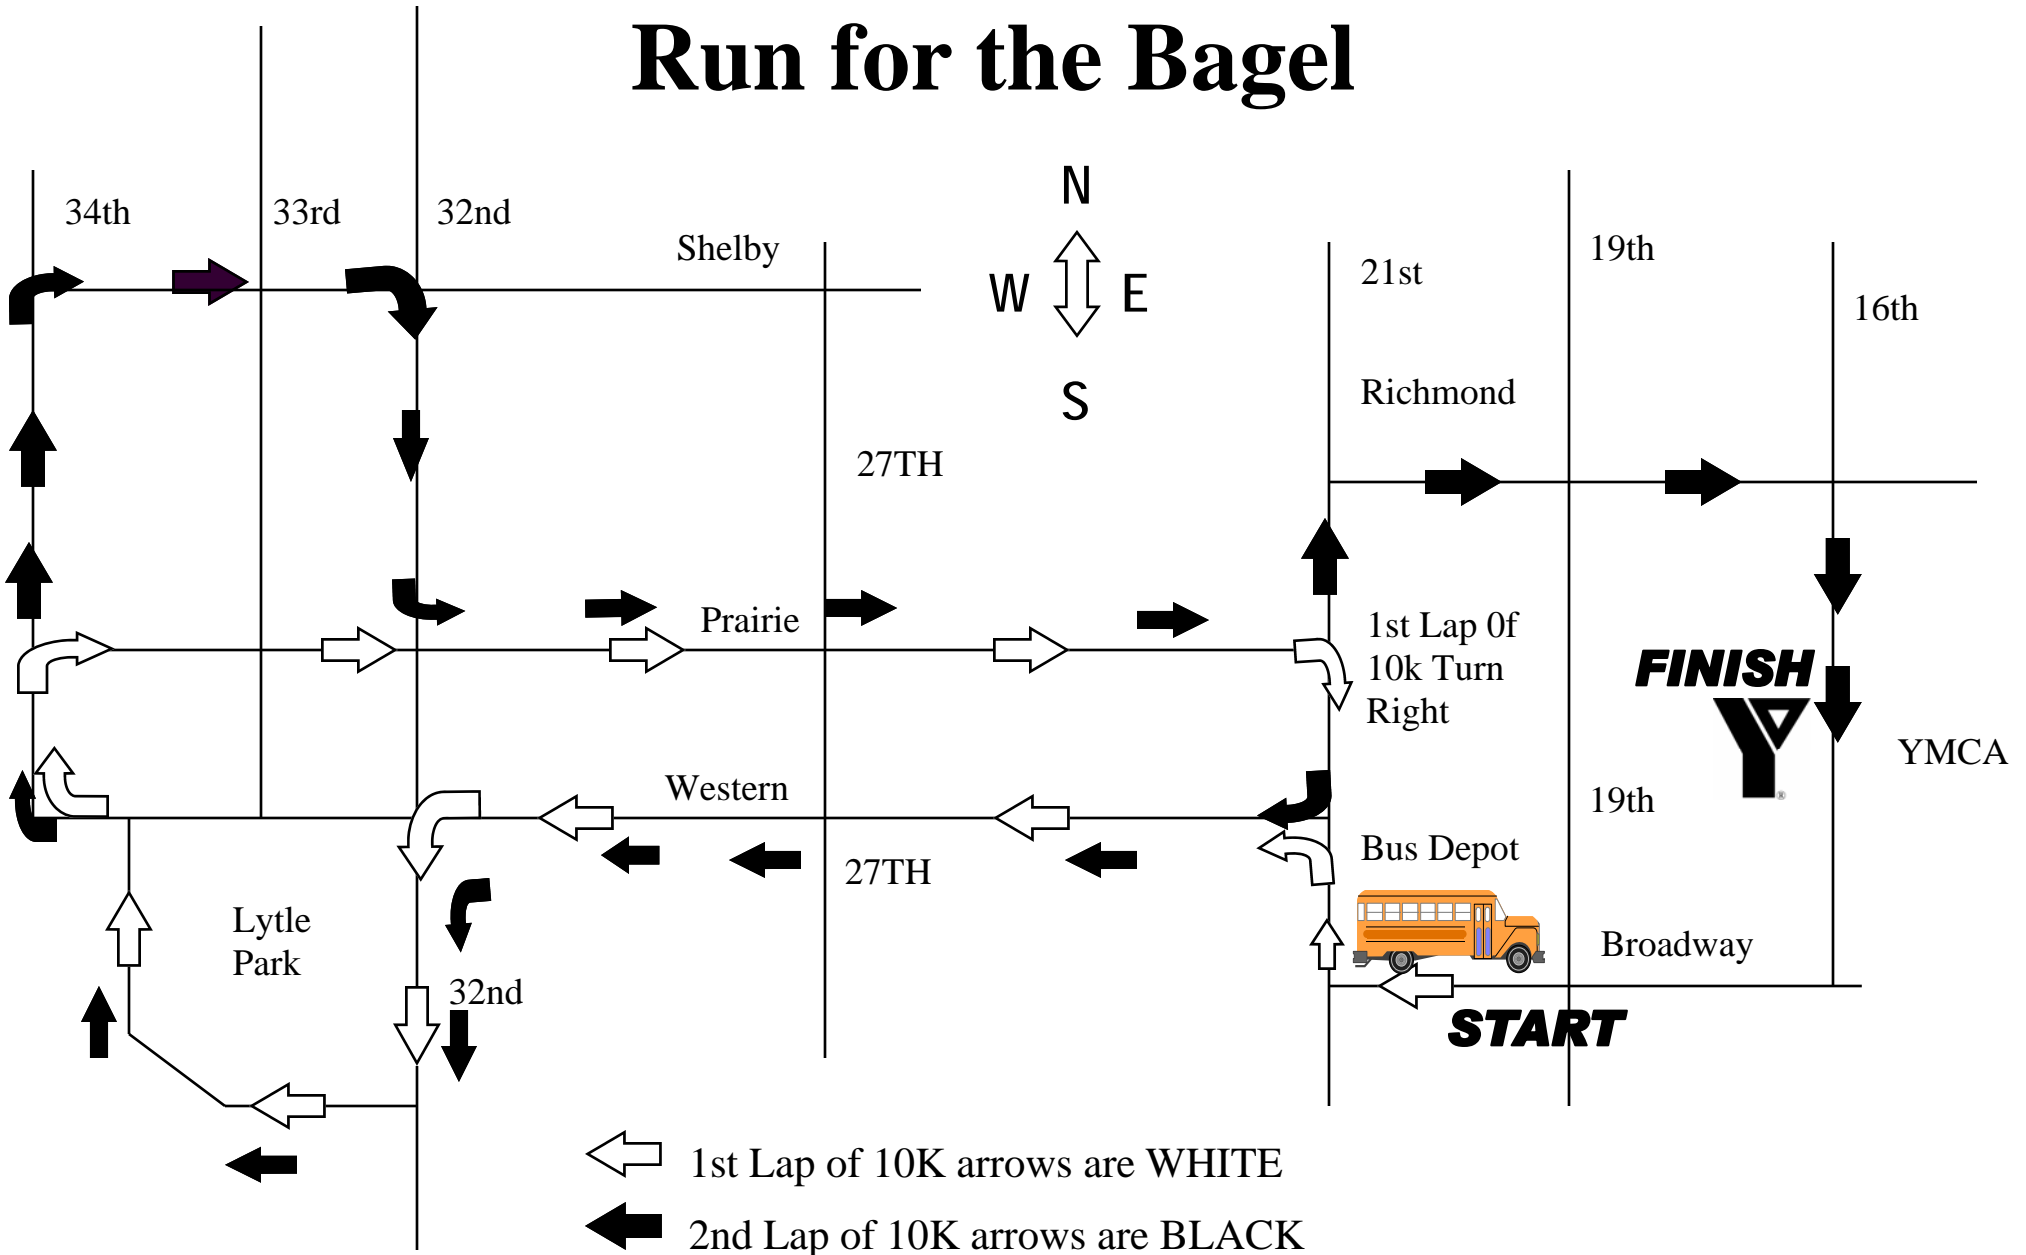 Run for the Bagel
N
34th
33rd
32nd
Shelby
19th
21st
W
E
16th
S
Richmond
27TH
Prairie
1st Lap 0f
10k Turn
Right
FINISH
Y
®
YMCA
Western
19th
Bus Depot
27TH
Lytle
Park
Broadway
32nd
START
1st Lap of 10K arrows are WHITE
2nd Lap of 10K arrows are BLACK